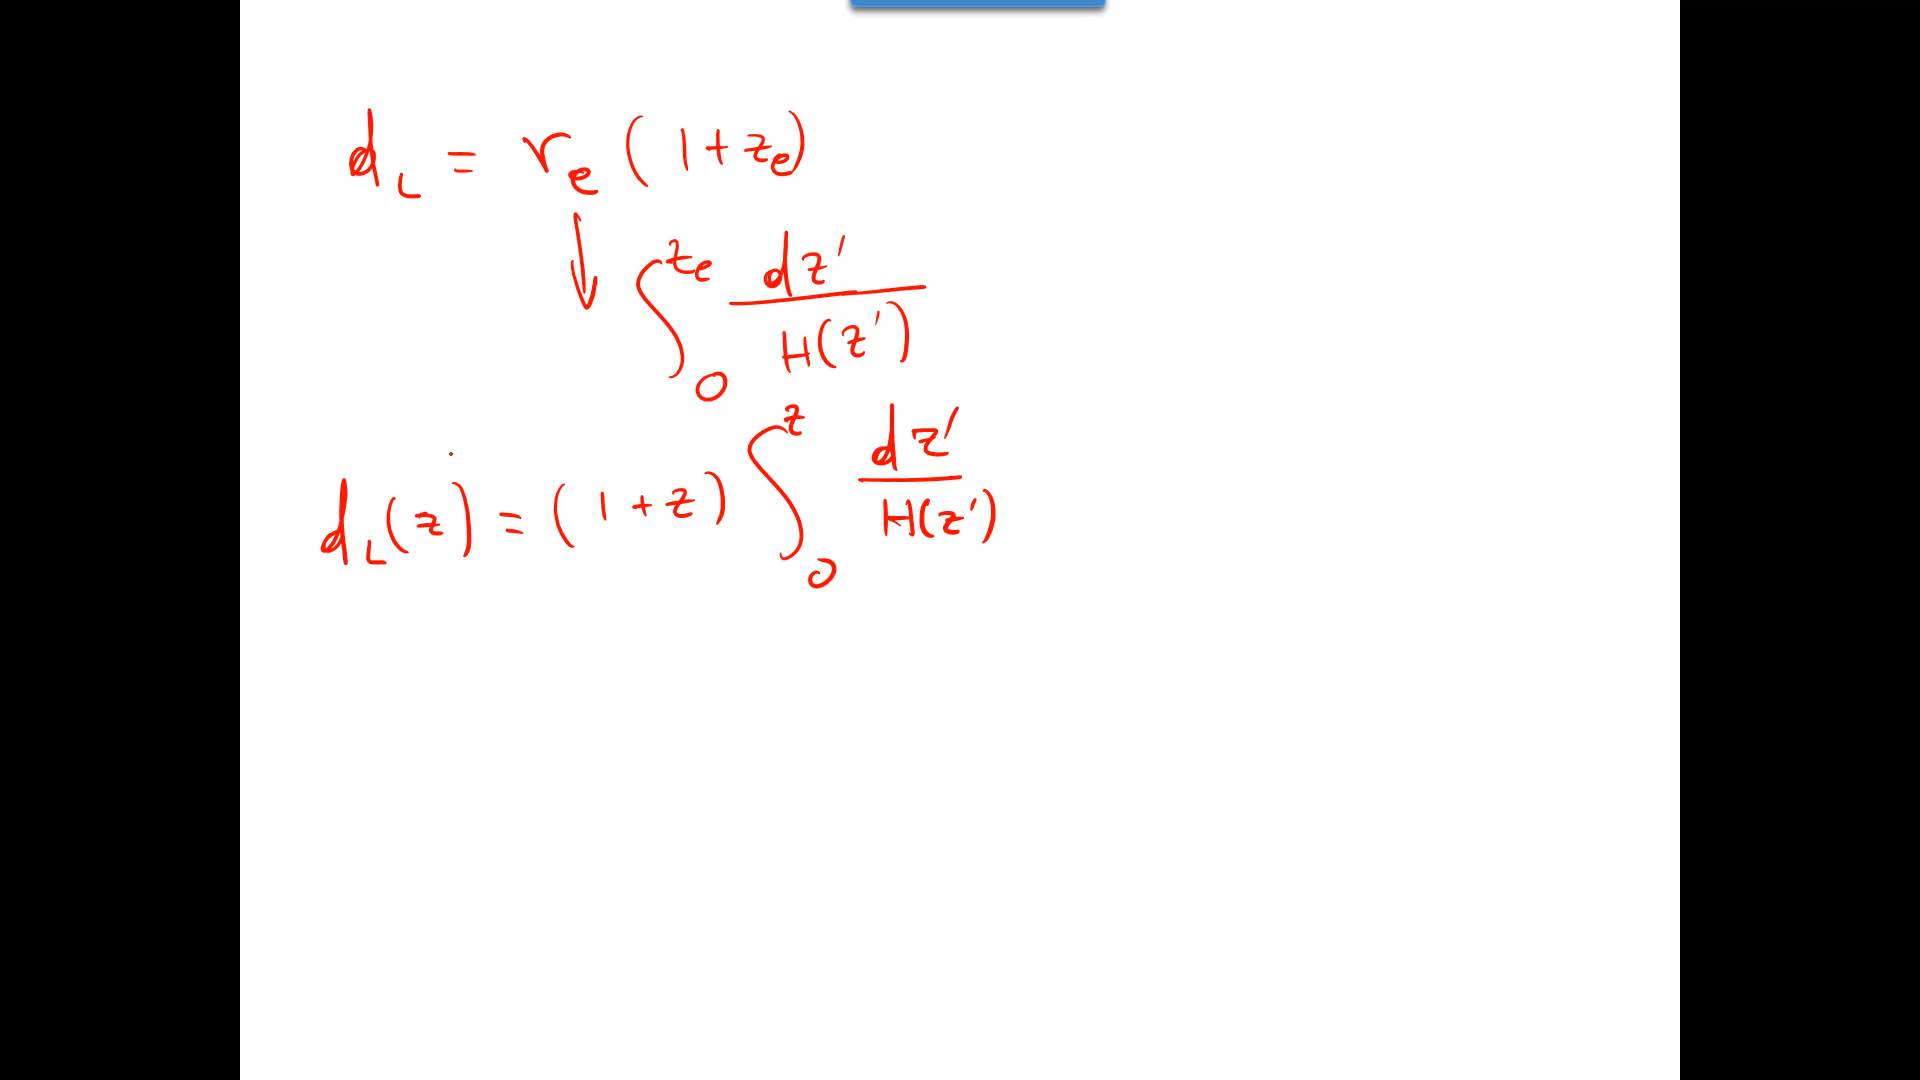 d_L = r_e (1+z_e)
↓ ∫_0^{z_e} dz'/H(z')
d_L(z) = (1+z) ∫_0^z dz'/H(z')